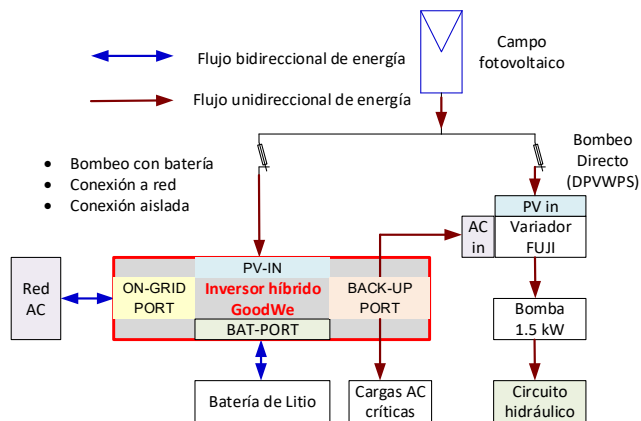 Flujo bidireccional de energía
Flujo unidireccional de energía
Campo
fotovoltaico
• Bombeo con batería
• Conexión a red
• Conexión aislada
Bombeo
Directo
(DPVWPS)
PV in
AC
in
Variador
FUJI
Red
AC
ON-GRID
PORT
PV-IN
Inversor híbrido
GoodWe
BAT-PORT
BACK-UP
PORT
Bomba
1.5 kW
Batería de Litio
Cargas AC
críticas
Circuito
hidráulico